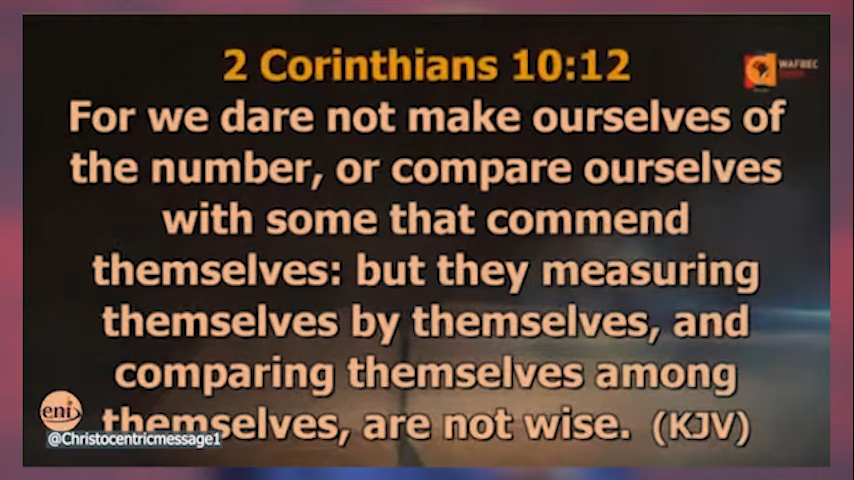 2 Corinthians 10:12
WAFBEC
For we dare not make ourselves of
the number, or compare ourselves
with some that commend
themselves: but they measuring
themselves by themselves, and
comparing themselves among
themselves, are not wise. (KJV)
eni
@Christocentricmessage1